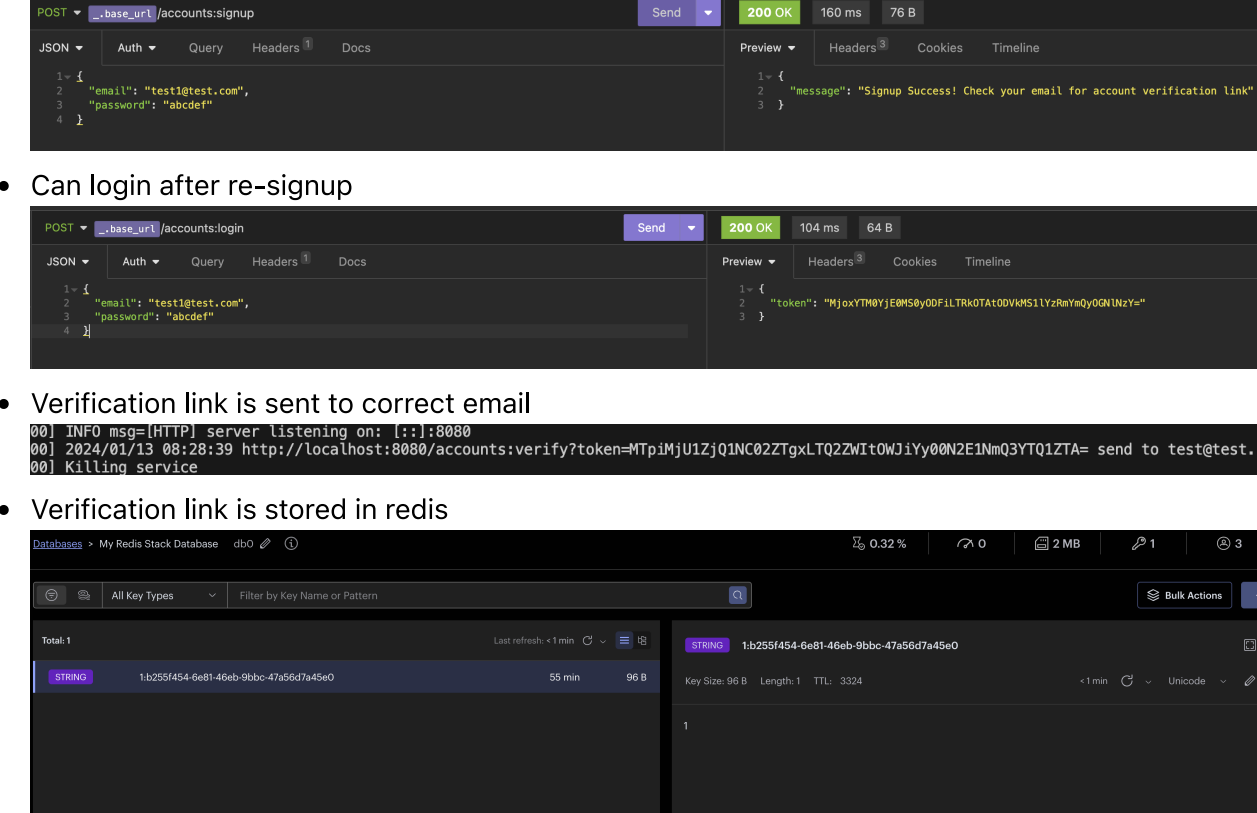 POST _.base_url /accounts:signup Send 200 OK 160 ms 76 B
JSON Auth Query Headers 1 Docs Preview Headers 3 Cookies Timeline
1 {
2 "email": "test1@test.com",
3 "password": "abcdef"
4 }
1 {
2 "message": "Signup Success! Check your email for account verification link"
3 }
• Can login after re-signup
POST _.base_url /accounts:login Send 200 OK 104 ms 64 B
JSON Auth Query Headers 1 Docs Preview Headers 3 Cookies Timeline
1 {
2 "email": "test1@test.com",
3 "password": "abcdef"
4 }
1 {
2 "token": "MjoxYTM0YjE0MS0yODFiLTRkOTAtODVkMS1lYzRmYmQyOGNlNzY="
3 }
• Verification link is sent to correct email
00] INFO msg=[HTTP] server listening on: [::]:8080
00] 2024/01/13 08:28:39 http://localhost:8080/accounts:verify?token=MTpiMjU1ZjQ1NC02ZTgxLTQ2ZWItOWJiYy00N2E1NmQ3YTQ1ZTA= send to test@test.
00] Killing service
• Verification link is stored in redis
Databases > My Redis Stack Database db0 0.32 % 0 2 MB 1 3
All Key Types Filter by Key Name or Pattern Bulk Actions
Total: 1 Last refresh: < 1 min
STRING 1:b255f454-6e81-46eb-9bbc-47a56d7a45e0 55 min 96 B
STRING 1:b255f454-6e81-46eb-9bbc-47a56d7a45e0
Key Size: 96 B Length: 1 TTL: 3324 < 1 min Unicode
1